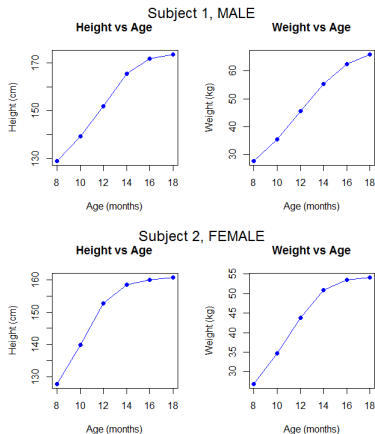 Subject 1, MALE
Height vs Age
Weight vs Age
Height (cm)
130
150
170
8 10 12 14 16 18
Age (months)
Weight (kg)
30
40
50
60
8 10 12 14 16 18
Age (months)
Subject 2, FEMALE
Height vs Age
Weight vs Age
Height (cm)
130
140
150
160
8 10 12 14 16 18
Age (months)
Weight (kg)
30
35
45
55
8 10 12 14 16 18
Age (months)